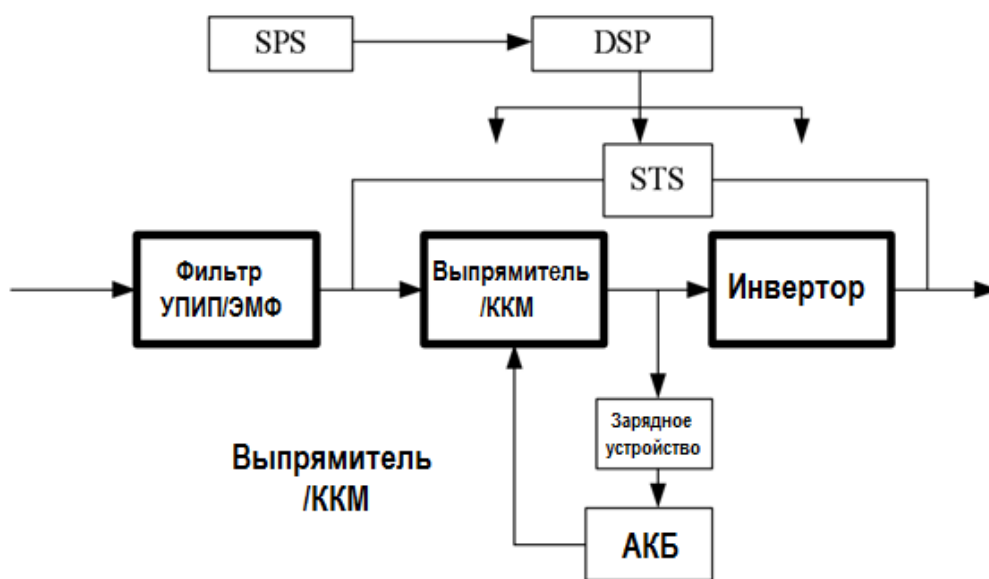 SPS
DSP
STS
Фильтр
УПИП/ЭМФ
Выпрямитель
/ККМ
Инвертор
Зарядное
устройство
Выпрямитель
/ККМ
АКБ